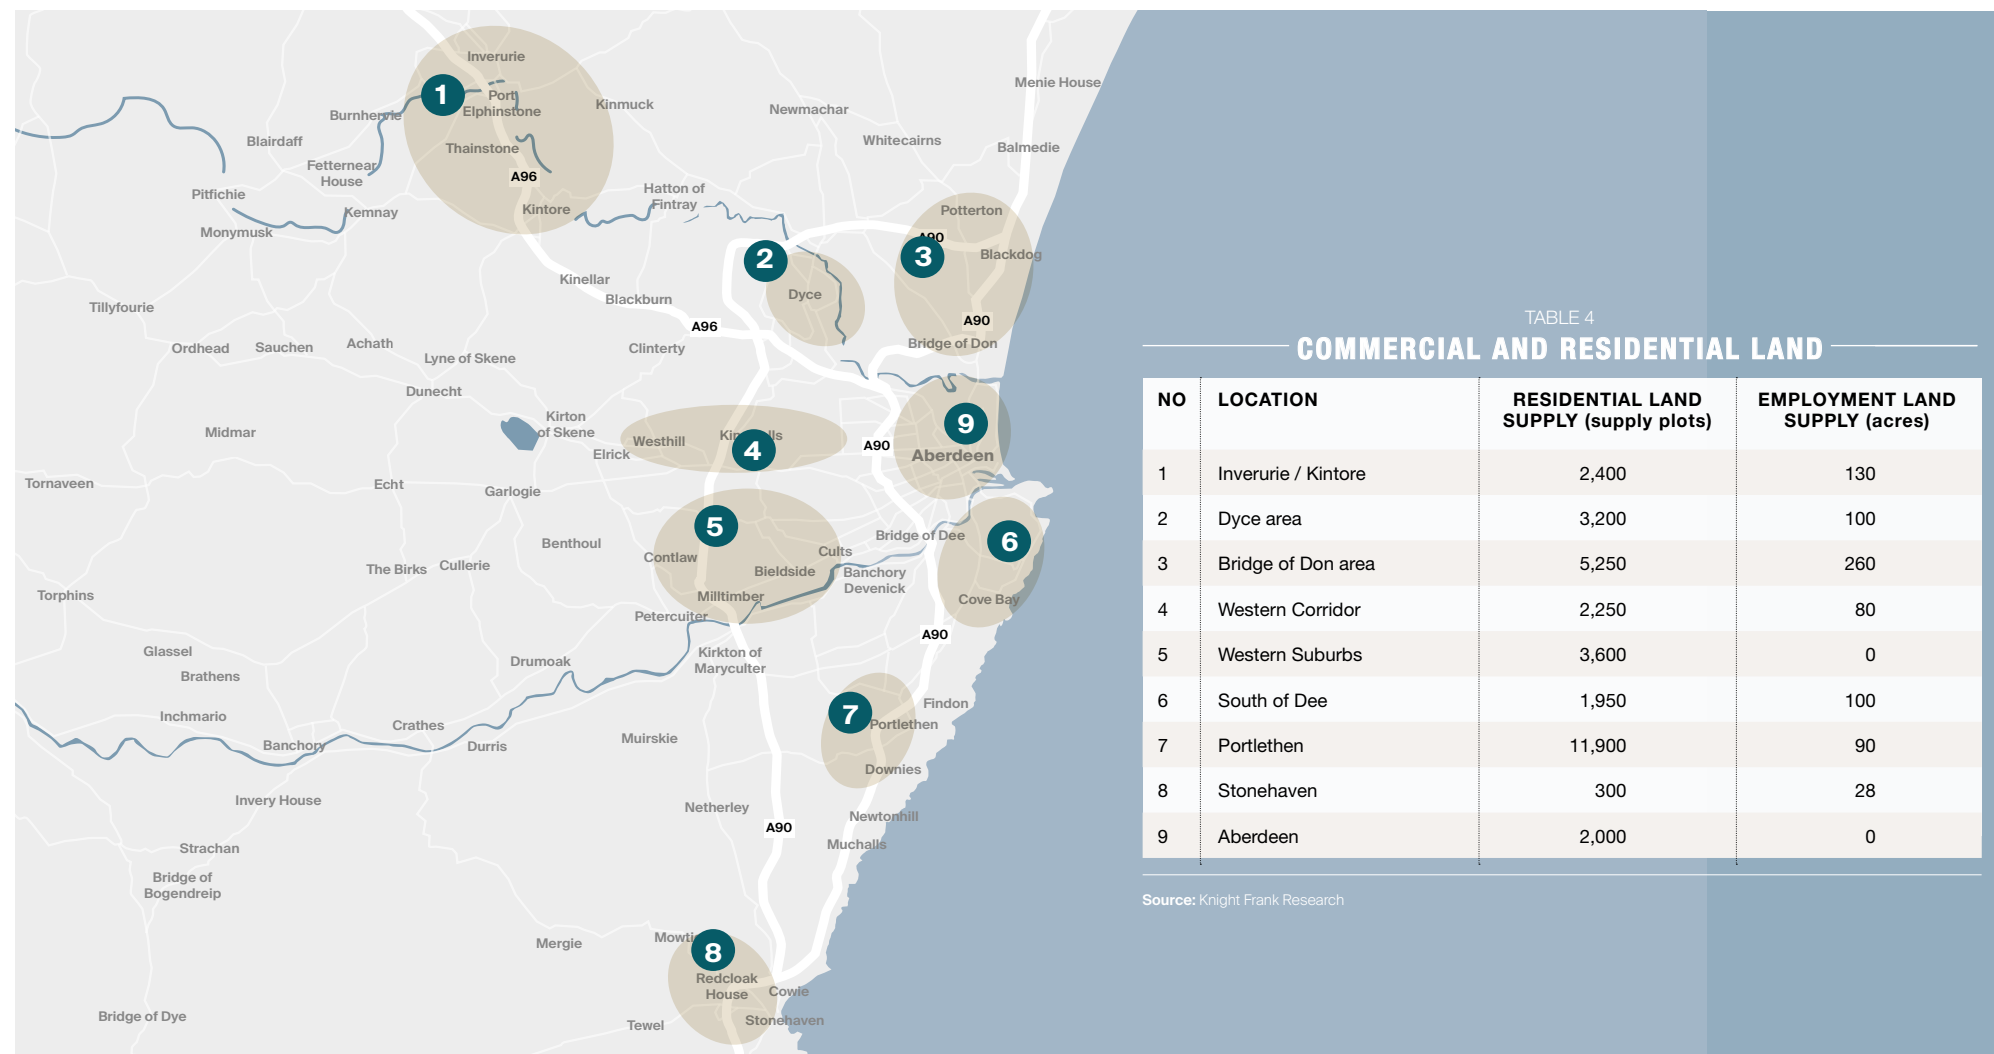 Inverurie
1
Port
Elphinstone
Burnhervie
Kinmuck
Menie House
Newmachar
Blairdaff
Thainstone
Whitecairns
Balmedie
Fetternear
House
A96
Pitfichie
Hatton of
Fintray
Kemnay
Kintore
Potterton
Monymusk
A90
2
3
Blackdog
Kinellar
Dyce
Blackburn
Tillyfourie
A96
A90
Ordhead
Sauchen
Achath
Lyne of Skene
Clinterty
Bridge of Don
Dunecht
Kirton
of Skene
Midmar
Westhill
4
9
Elrick
A90
Aberdeen
Tornaveen
Echt
Garlogie
5
Benthoul
Contlaw
Cults
Bridge of Dee
6
The Birks
Cullerie
Bieldside
Banchory
Devenick
Torphins
Milltimber
Cove Bay
Petercuiter
A90
Glassel
Drumoak
Kirkton of
Maryculter
Brathens
Inchmario
Crathes
7
Findon
Portlethen
Banchory
Durris
Muirskie
Downies
Invery House
Netherley
Newtonhill
A90
Muchalls
Strachan
Bridge of
Bogendreip
Mergie
8
Redcloak
House
Cowie
Bridge of Dye
Tewel
Stonehaven
TABLE 4
COMMERCIAL AND RESIDENTIAL LAND
NO LOCATION RESIDENTIAL LAND SUPPLY (supply plots) EMPLOYMENT LAND SUPPLY (acres)
1 Inverurie / Kintore 2,400 130
2 Dyce area 3,200 100
3 Bridge of Don area 5,250 260
4 Western Corridor 2,250 80
5 Western Suburbs 3,600 0
6 South of Dee 1,950 100
7 Portlethen 11,900 90
8 Stonehaven 300 28
9 Aberdeen 2,000 0
Source: Knight Frank Research